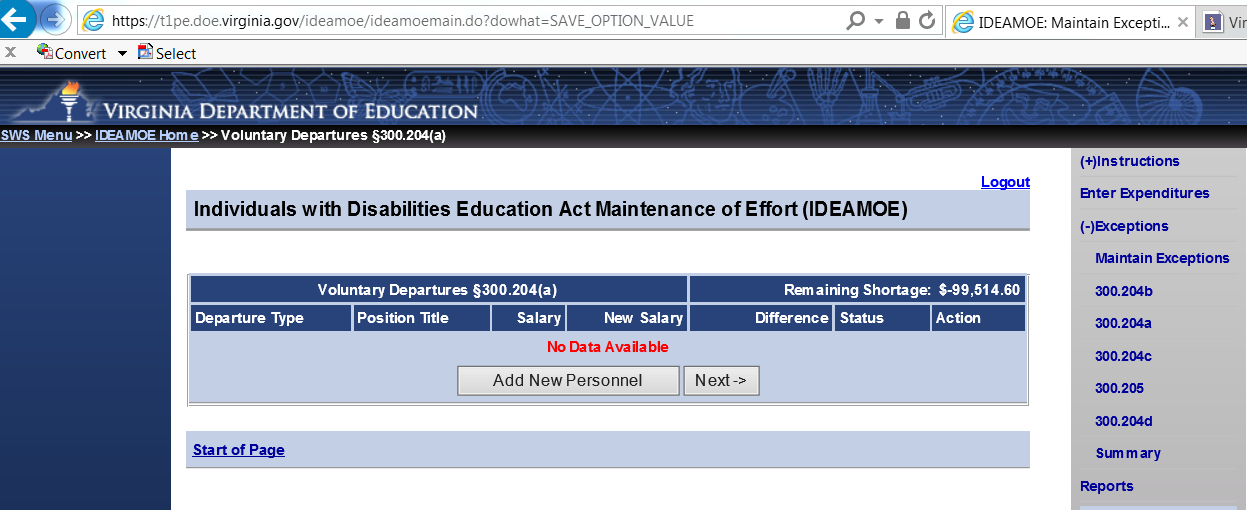 https://t1pe.doe.virginia.gov/ideamoe/ideamoemain.do?dowhat=SAVE_OPTION_VALUE
IDEAMOE: Maintain Excepti...
Vir
x Convert Select
VIRGINIA DEPARTMENT OF EDUCATION
SWS Menu >> IDEAMOE Home >> Voluntary Departures §300.204(a)
Logout
Individuals with Disabilities Education Act Maintenance of Effort (IDEAMOE)
Voluntary Departures §300.204(a) Remaining Shortage: $-99,514.60
Departure Type Position Title Salary New Salary Difference Status Action
No Data Available
Add New Personnel Next ->
Start of Page
(+)Instructions
Enter Expenditures
(-)Exceptions
Maintain Exceptions
300.204b
300.204a
300.204c
300.205
300.204d
Summary
Reports